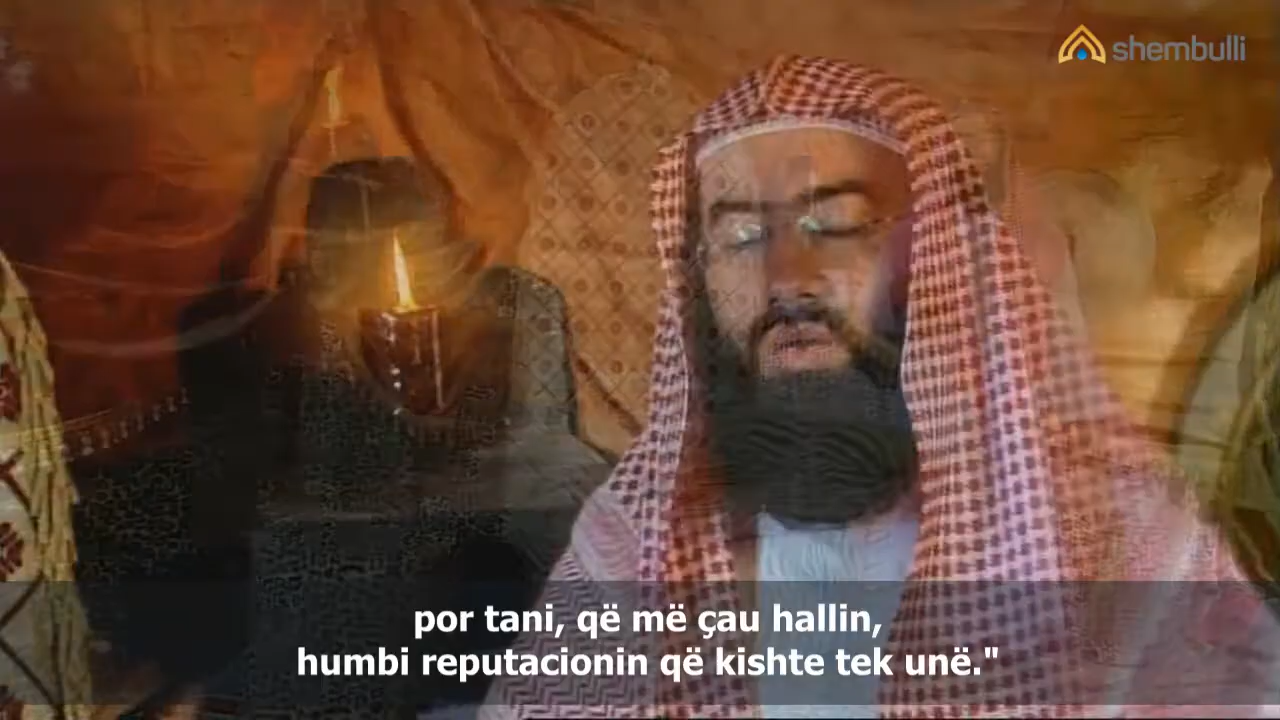 shembulli
por tani, që më çau hallin,
humbi reputacionin që kishte tek unë."